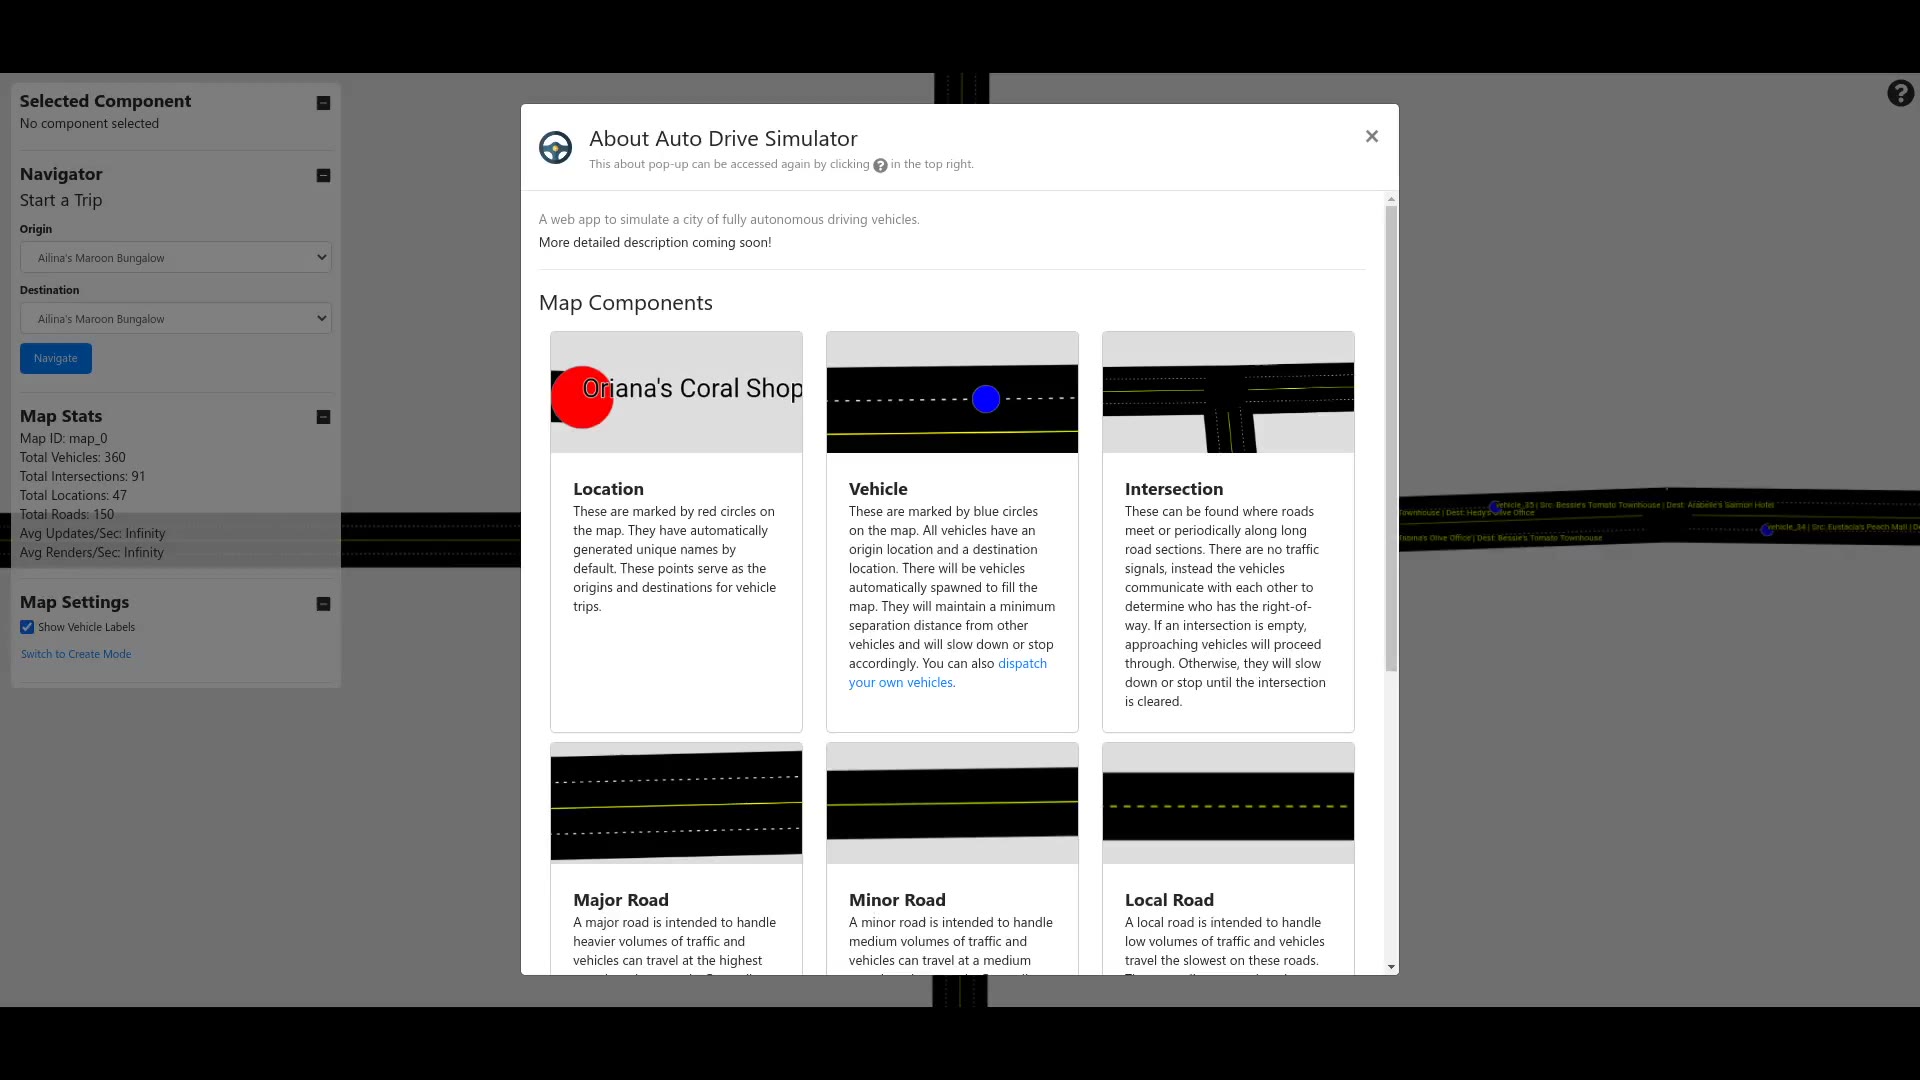 Selected Component
No component selected
Navigator
Start a Trip
Origin
Ailina's Maroon Bungalow
Destination
Ailina's Maroon Bungalow
Navigate
Map Stats
Map ID: map_0
Total Vehicles: 360
Total Intersections: 91
Total Locations: 47
Total Roads: 150
Avg Updates/Sec: Infinity
Avg Renders/Sec: Infinity
Map Settings
Show Vehicle Labels
Switch to Create Mode
About Auto Drive Simulator
This about pop-up can be accessed again by clicking ? in the top right.
A web app to simulate a city of fully autonomous driving vehicles.
More detailed description coming soon!
Map Components
Oriana's Coral Shop
Location
These are marked by red circles on
the map. They have automatically
generated unique names by
default. These points serve as the
origins and destinations for vehicle
trips.
Vehicle
These are marked by blue circles
on the map. All vehicles have an
origin location and a destination
location. There will be vehicles
automatically spawned to fill the
map. They will maintain a minimum
separation distance from other
vehicles and will slow down or stop
accordingly. You can also dispatch
your own vehicles.
Intersection
These can be found where roads
meet or periodically along long
road sections. There are no traffic
signals, instead the vehicles
communicate with each other to
determine who has the right-of-
way. If an intersection is empty,
approaching vehicles will proceed
through. Otherwise, they will slow
down or stop until the intersection
is cleared.
Major Road
A major road is intended to handle
heavier volumes of traffic and
vehicles can travel at the highest
Minor Road
A minor road is intended to handle
medium volumes of traffic and
vehicles can travel at a medium
Local Road
A local road is intended to handle
low volumes of traffic and vehicles
travel the slowest on these roads.
?
vehicle_35 | Src: Bessie's Tomato Townhouse | Dest: Arabelle's Salmon
Townhouse | Dest: Hedy's Office
vehicle_34 | Src: Eustacia's Peach Mall |
Olive Office | Dest: Bessie's Tomato Townhouse